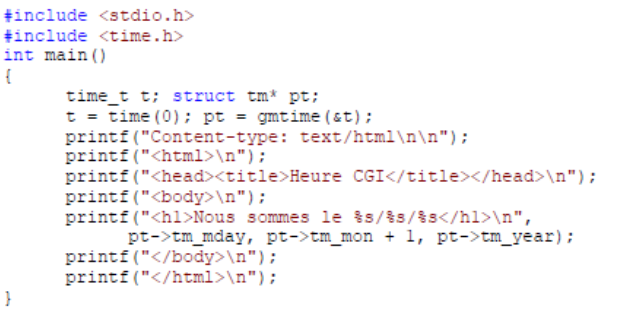 #include <stdio.h>
#include <time.h>
int main()
{
time_t t; struct tm* pt;
t = time(0); pt = gmtime(&t);
printf("Content-type: text/html\n\n");
printf("<html>\n");
printf("<head><title>Heure CGI</title></head>\n");
printf("<body>\n");
printf("<h1>Nous sommes le %s/%s/%s</h1>\n",
pt->tm_mday, pt->tm_mon + 1, pt->tm_year);
printf("</body>\n");
printf("</html>\n");
}